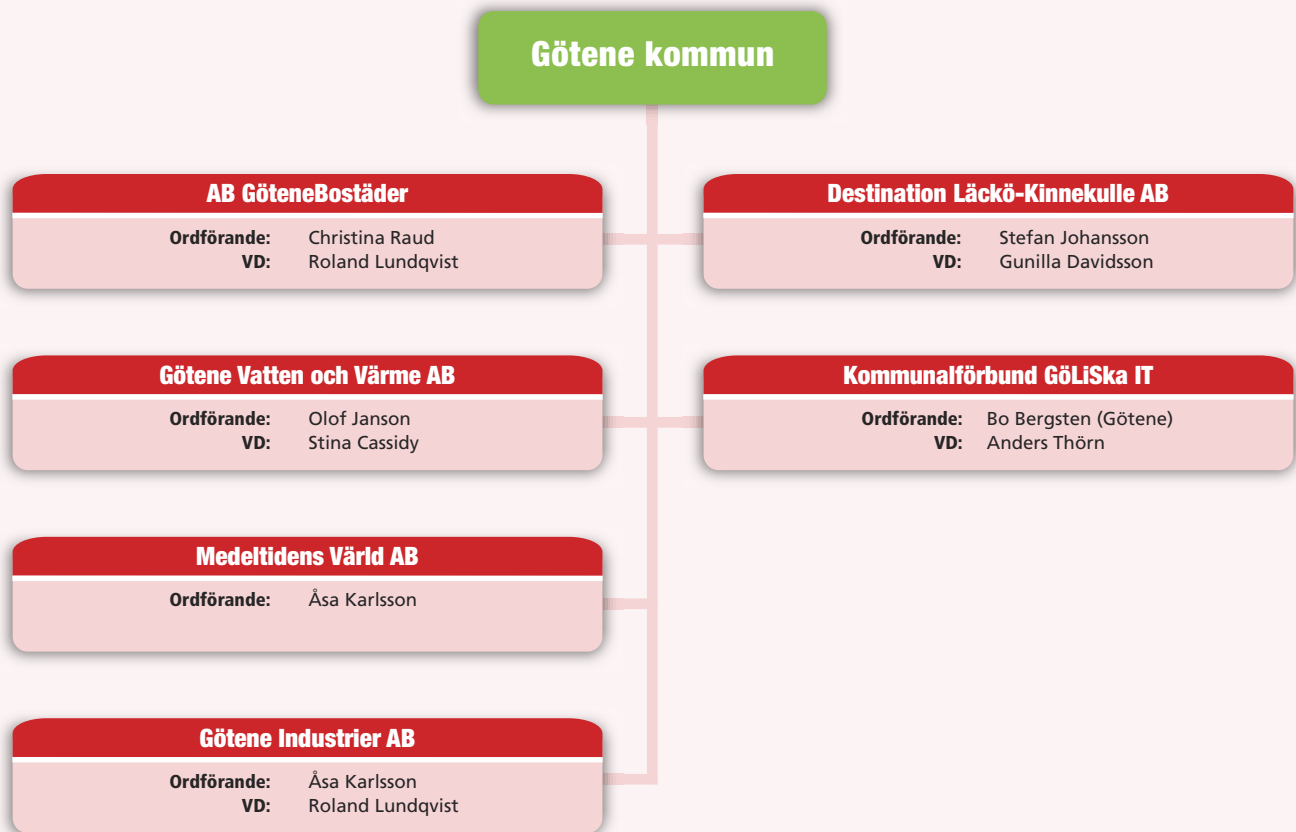 Götene kommun
AB GöteneBostäder
Ordförande: Christina Raud
VD: Roland Lundqvist
Destination Läckö-Kinnekulle AB
Ordförande: Stefan Johansson
VD: Gunilla Davidsson
Götene Vatten och Värme AB
Ordförande: Olof Janson
VD: Stina Cassidy
Kommunalförbund GöLiSka IT
Ordförande: Bo Bergsten (Götene)
VD: Anders Thörn
Medeltidens Värld AB
Ordförande: Åsa Karlsson
Götene Industrier AB
Ordförande: Åsa Karlsson
VD: Roland Lundqvist